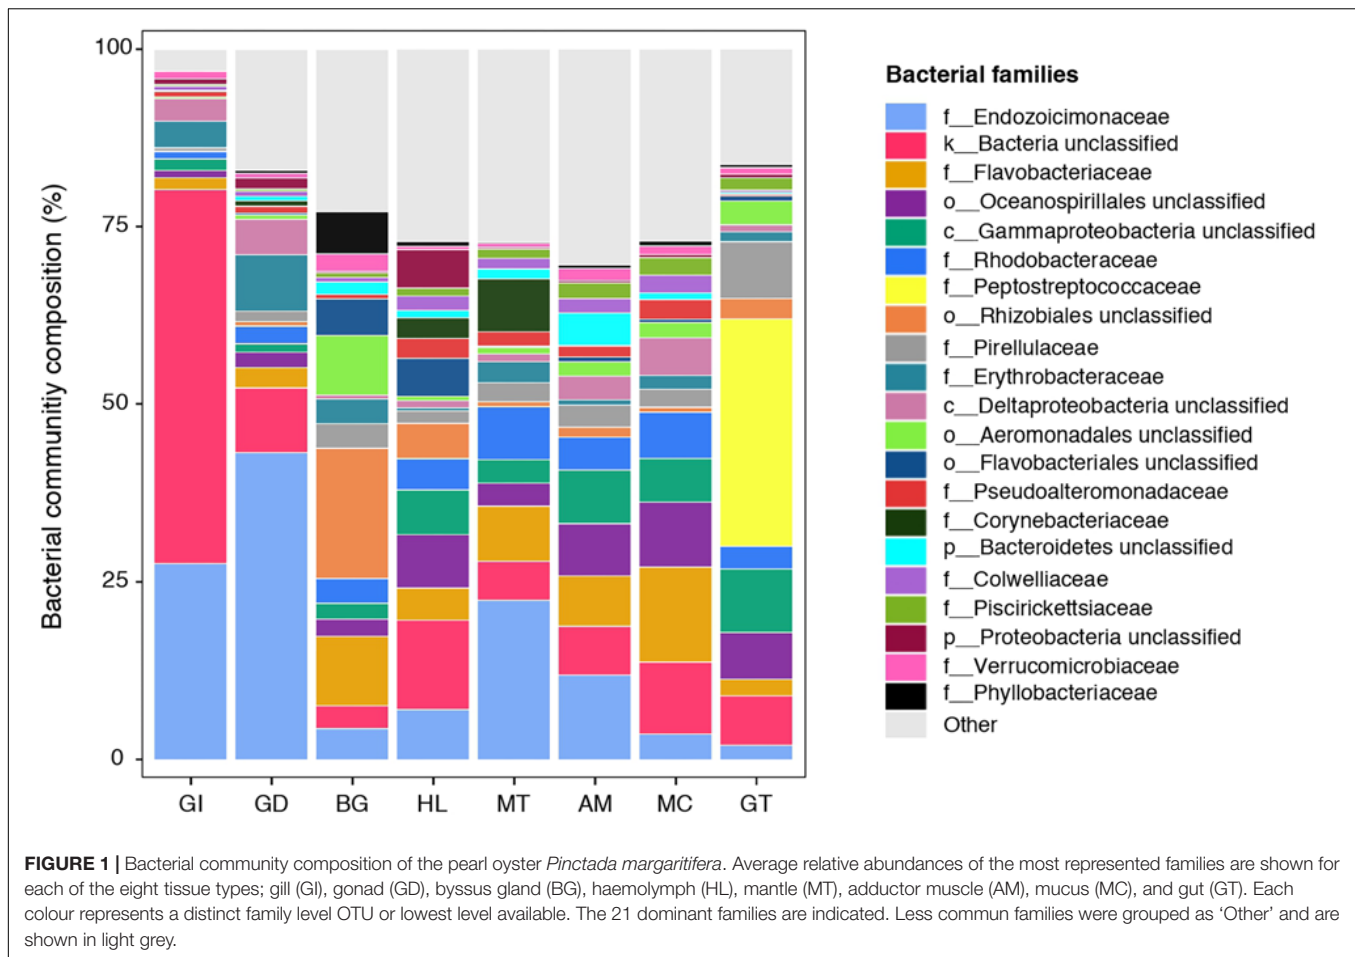 100
75
50
25
0
Bacterial communitiy composition (%)
GI GD BG HL MT AM MC GT
Bacterial families
f__Endozoicimonaceae
k__Bacteria unclassified
f__Flavobacteriaceae
o__Oceanospirillales unclassified
c__Gammaproteobacteria unclassified
f__Rhodobacteraceae
f__Peptostreptococcaceae
o__Rhizobiales unclassified
f__Pirellulaceae
f__Erythrobacteraceae
c__Deltaproteobacteria unclassified
o__Aeromonadales unclassified
o__Flavobacteriales unclassified
f__Pseudoalteromonadaceae
f__Corynebacteriaceae
p__Bacteroidetes unclassified
f__Colwelliaceae
f__Piscirickettsiaceae
p__Proteobacteria unclassified
f__Verrucomicrobiaceae
f__Phyllobacteriaceae
Other
FIGURE 1 | Bacterial community composition of the pearl oyster Pinctada margaritifera. Average relative abundances of the most represented families are shown for
each of the eight tissue types; gill (GI), gonad (GD), byssus gland (BG), haemolymph (HL), mantle (MT), adductor muscle (AM), mucus (MC), and gut (GT). Each
colour represents a distinct family level OTU or lowest level available. The 21 dominant families are indicated. Less commun families were grouped as ‘Other’ and are
shown in light grey.